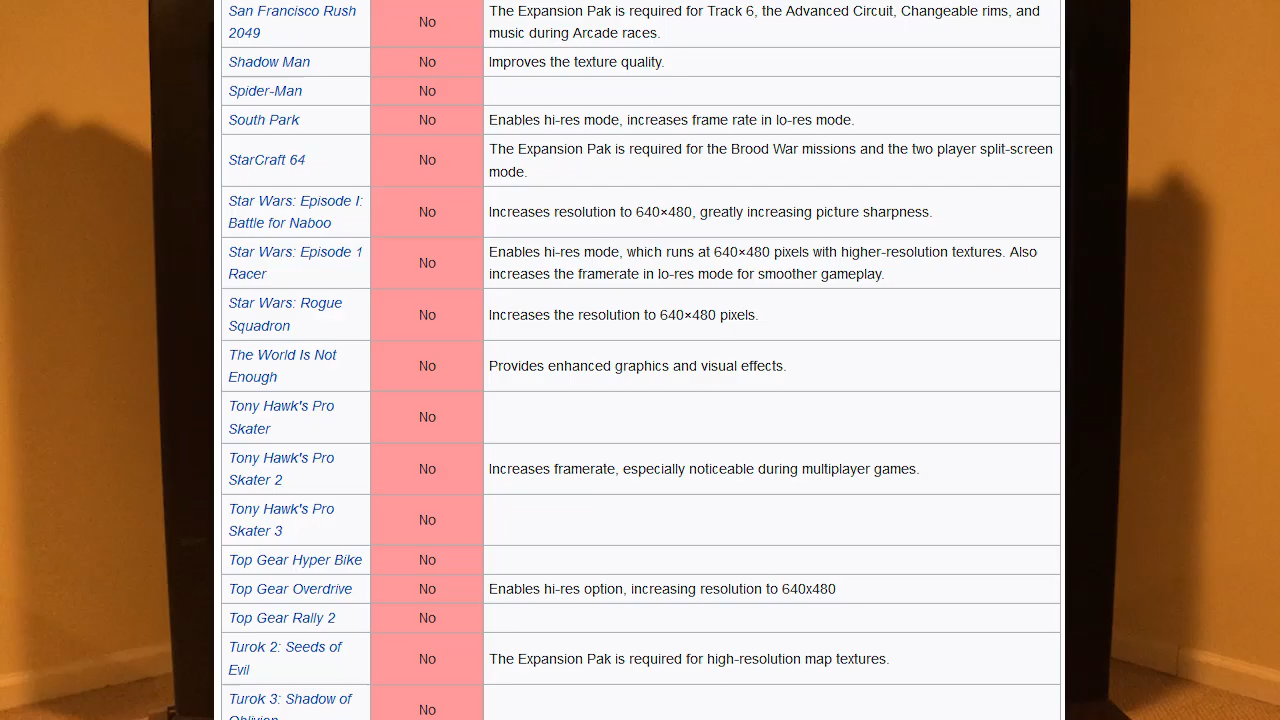 San Francisco Rush
2049
No
The Expansion Pak is required for Track 6, the Advanced Circuit, Changeable rims, and
music during Arcade races.
Shadow Man
No
Improves the texture quality.
Spider-Man
No
South Park
No
Enables hi-res mode, increases frame rate in lo-res mode.
StarCraft 64
No
The Expansion Pak is required for the Brood War missions and the two player split-screen
mode.
Star Wars: Episode I:
Battle for Naboo
No
Increases resolution to 640×480, greatly increasing picture sharpness.
Star Wars: Episode 1
Racer
No
Enables hi-res mode, which runs at 640×480 pixels with higher-resolution textures. Also
increases the framerate in lo-res mode for smoother gameplay.
Star Wars: Rogue
Squadron
No
Increases the resolution to 640×480 pixels.
The World Is Not
Enough
No
Provides enhanced graphics and visual effects.
Tony Hawk's Pro
Skater
No
Tony Hawk's Pro
Skater 2
No
Increases framerate, especially noticeable during multiplayer games.
Tony Hawk's Pro
Skater 3
No
Top Gear Hyper Bike
No
Top Gear Overdrive
No
Enables hi-res option, increasing resolution to 640x480
Top Gear Rally 2
No
Turok 2: Seeds of
Evil
No
The Expansion Pak is required for high-resolution map textures.
Turok 3: Shadow of
Oblivion
No